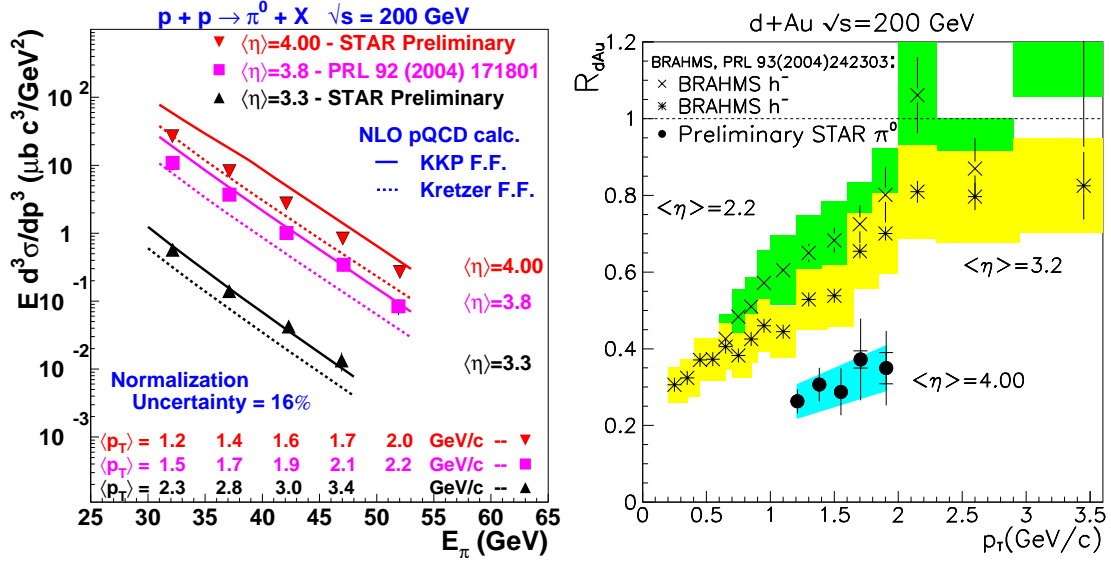 p + p → π⁰ + X √s = 200 GeV
⟨η⟩=4.00 - STAR Preliminary
⟨η⟩=3.8 - PRL 92 (2004) 171801
⟨η⟩=3.3 - STAR Preliminary
NLO pQCD calc.
KKP F.F.
Kretzer F.F.
E d³σ/dp³ (μb c³/GeV²)
10²
10
1
10⁻¹
10⁻²
10⁻³
⟨η⟩=4.00
⟨η⟩=3.8
⟨η⟩=3.3
Normalization
Uncertainty = 16%
⟨p_T⟩ = 1.2 1.4 1.6 1.7 2.0 GeV/c --
⟨p_T⟩ = 1.5 1.7 1.9 2.1 2.2 GeV/c --
⟨p_T⟩ = 2.3 2.8 3.0 3.4 GeV/c --
25 30 35 40 45 50 55 60 65
E_π (GeV)
d+Au √s=200 GeV
R_dAu
BRAHMS, PRL 93(2004)242303:
BRAHMS h⁻
BRAHMS h⁻
Preliminary STAR π⁰
<η>=2.2
<η>=3.2
<η>=4.00
1.2
1
0.8
0.6
0.4
0.2
0
0 0.5 1 1.5 2 2.5 3 3.5
p_T(GeV/c)